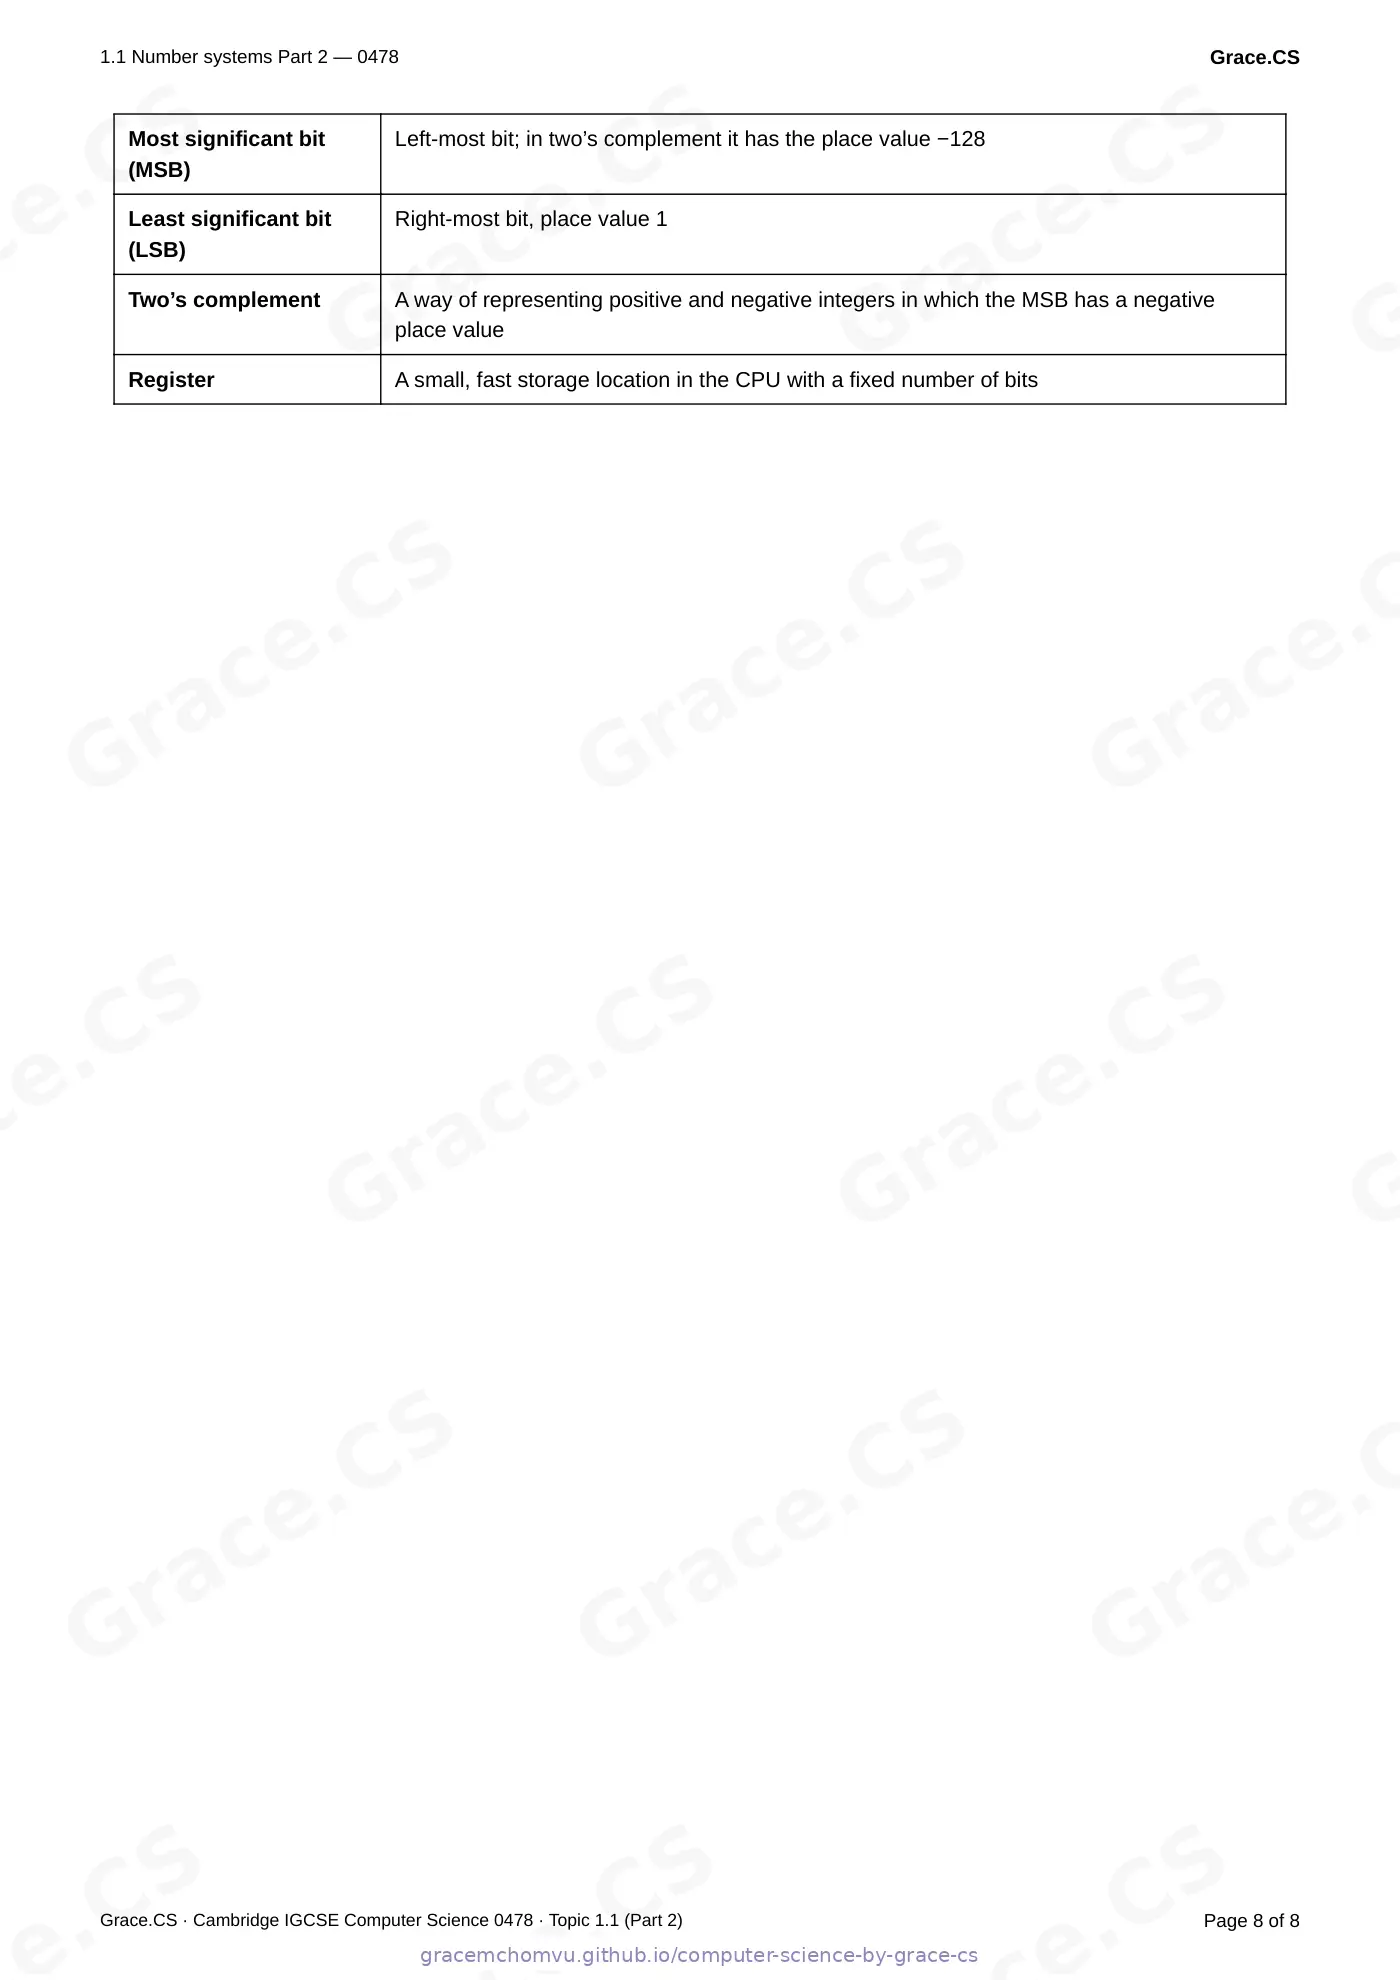 1.1 Number systems Part 2 — 0478
Grace.CS
Most significant bit
(MSB)
Left-most bit; in two’s complement it has the place value −128
Least significant bit
(LSB)
Right-most bit, place value 1
Two’s complement
A way of representing positive and negative integers in which the MSB has a negative
place value
Register
A small, fast storage location in the CPU with a fixed number of bits
Grace.CS · Cambridge IGCSE Computer Science 0478 · Topic 1.1 (Part 2)
Page 8 of 8
gracemchomvu.github.io/computer-science-by-grace-cs